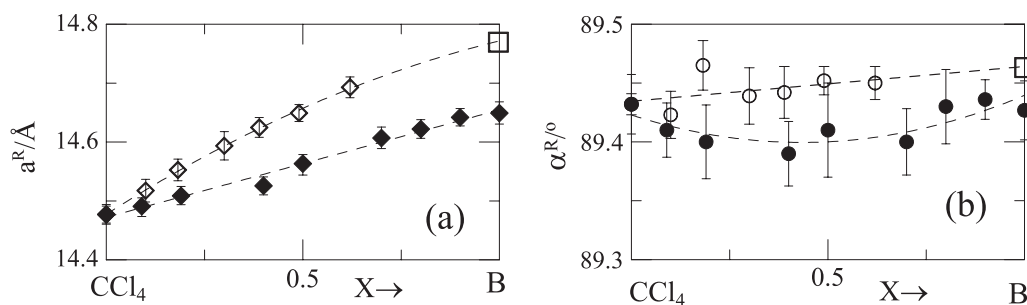 14.8
14.6
14.4
a^R/Å
(a)
CCl₄
0.5
X→
B
89.5
89.4
89.3
α^R/°
(b)
CCl₄
0.5
X→
B